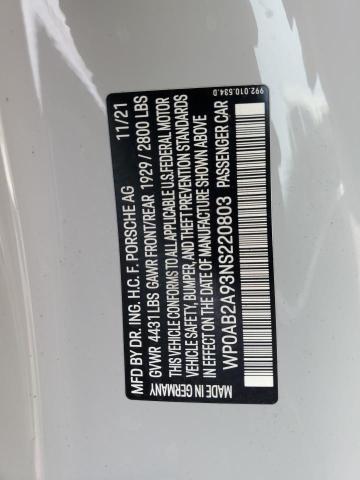 992.010.534.0
MFD BY DR. ING. H.C. F. PORSCHE AG 11/21
GVWR 4431LBS GAWR FRONT/REAR 1929 / 2800 LBS
THIS VEHICLE CONFORMS TO ALL APPLICABLE U.S.FEDERAL MOTOR
VEHICLE SAFETY, BUMPER, AND THEFT PREVENTION STANDARDS
IN EFFECT ON THE DATE OF MANUFACTURE SHOWN ABOVE
WP0AB2A93NS220803 PASSENGER CAR
MADE IN GERMANY